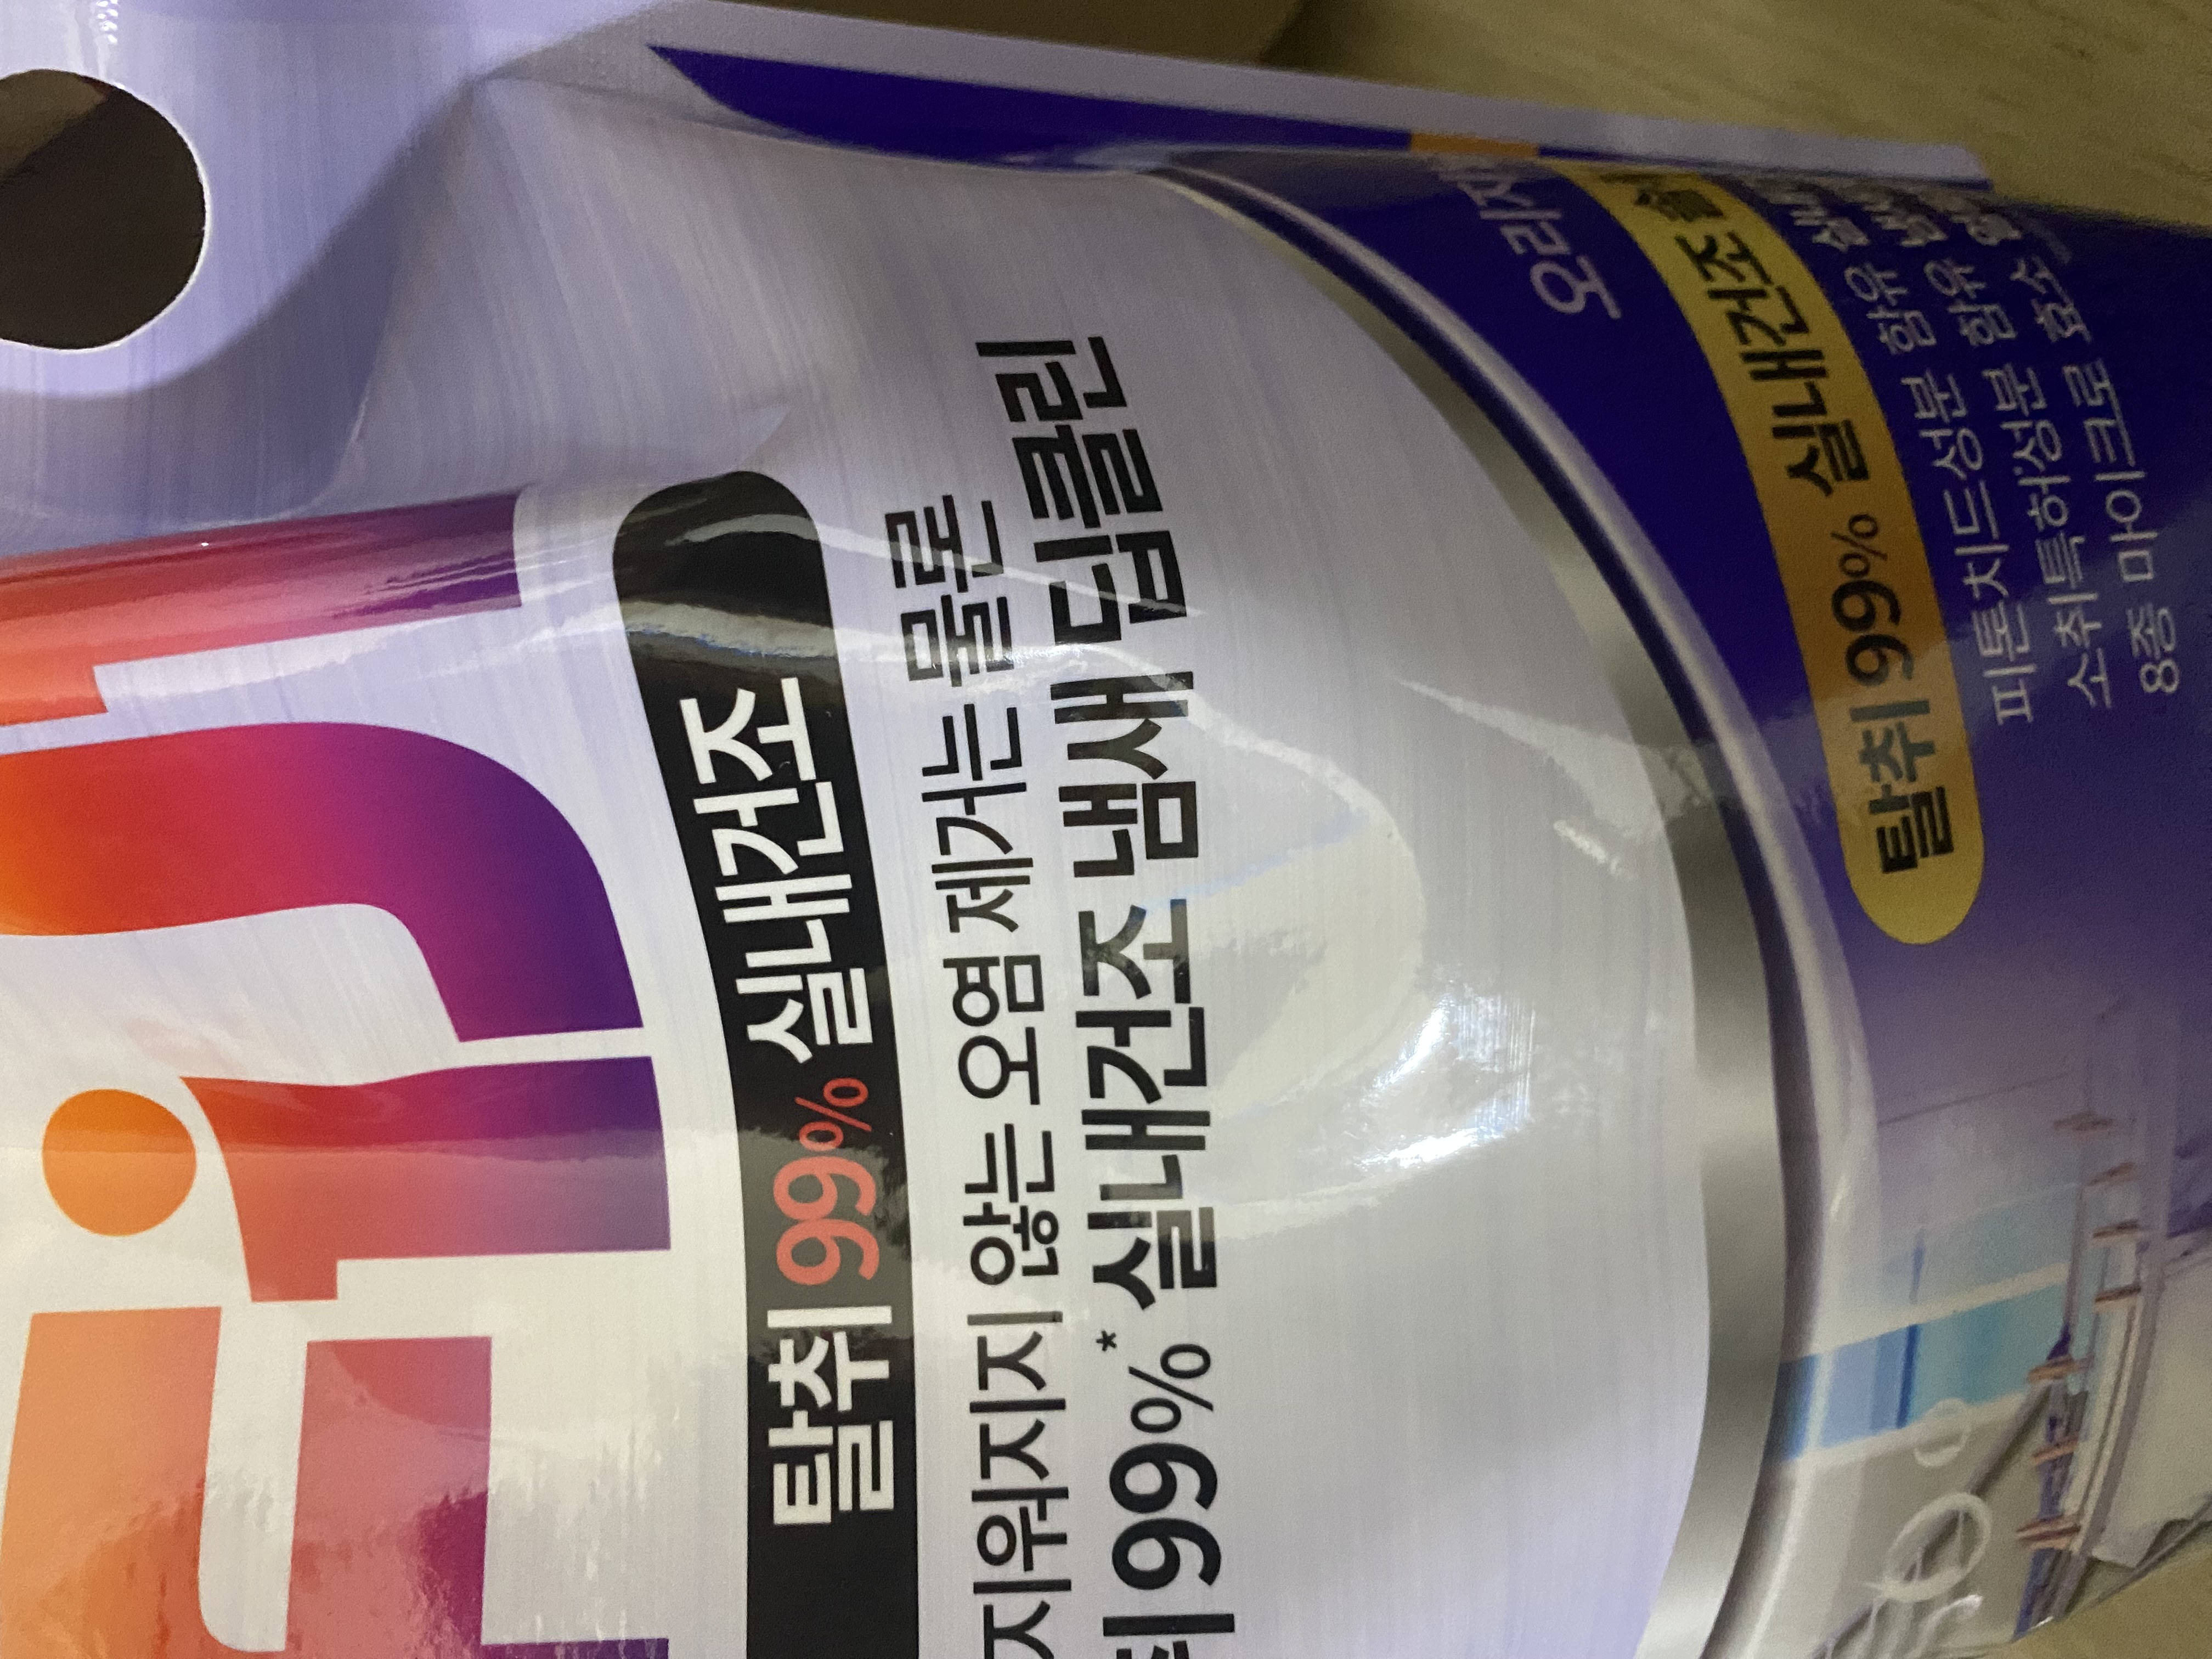 탈취 99% 실내건조
지워지지 않는 오염 제거는 물론
99%* 실내건조 냄새 딥클린
오리지
탈취 99% 실내건조
피톤치드성분 함유
소취특허성분 함유
8종 마이크로 효소